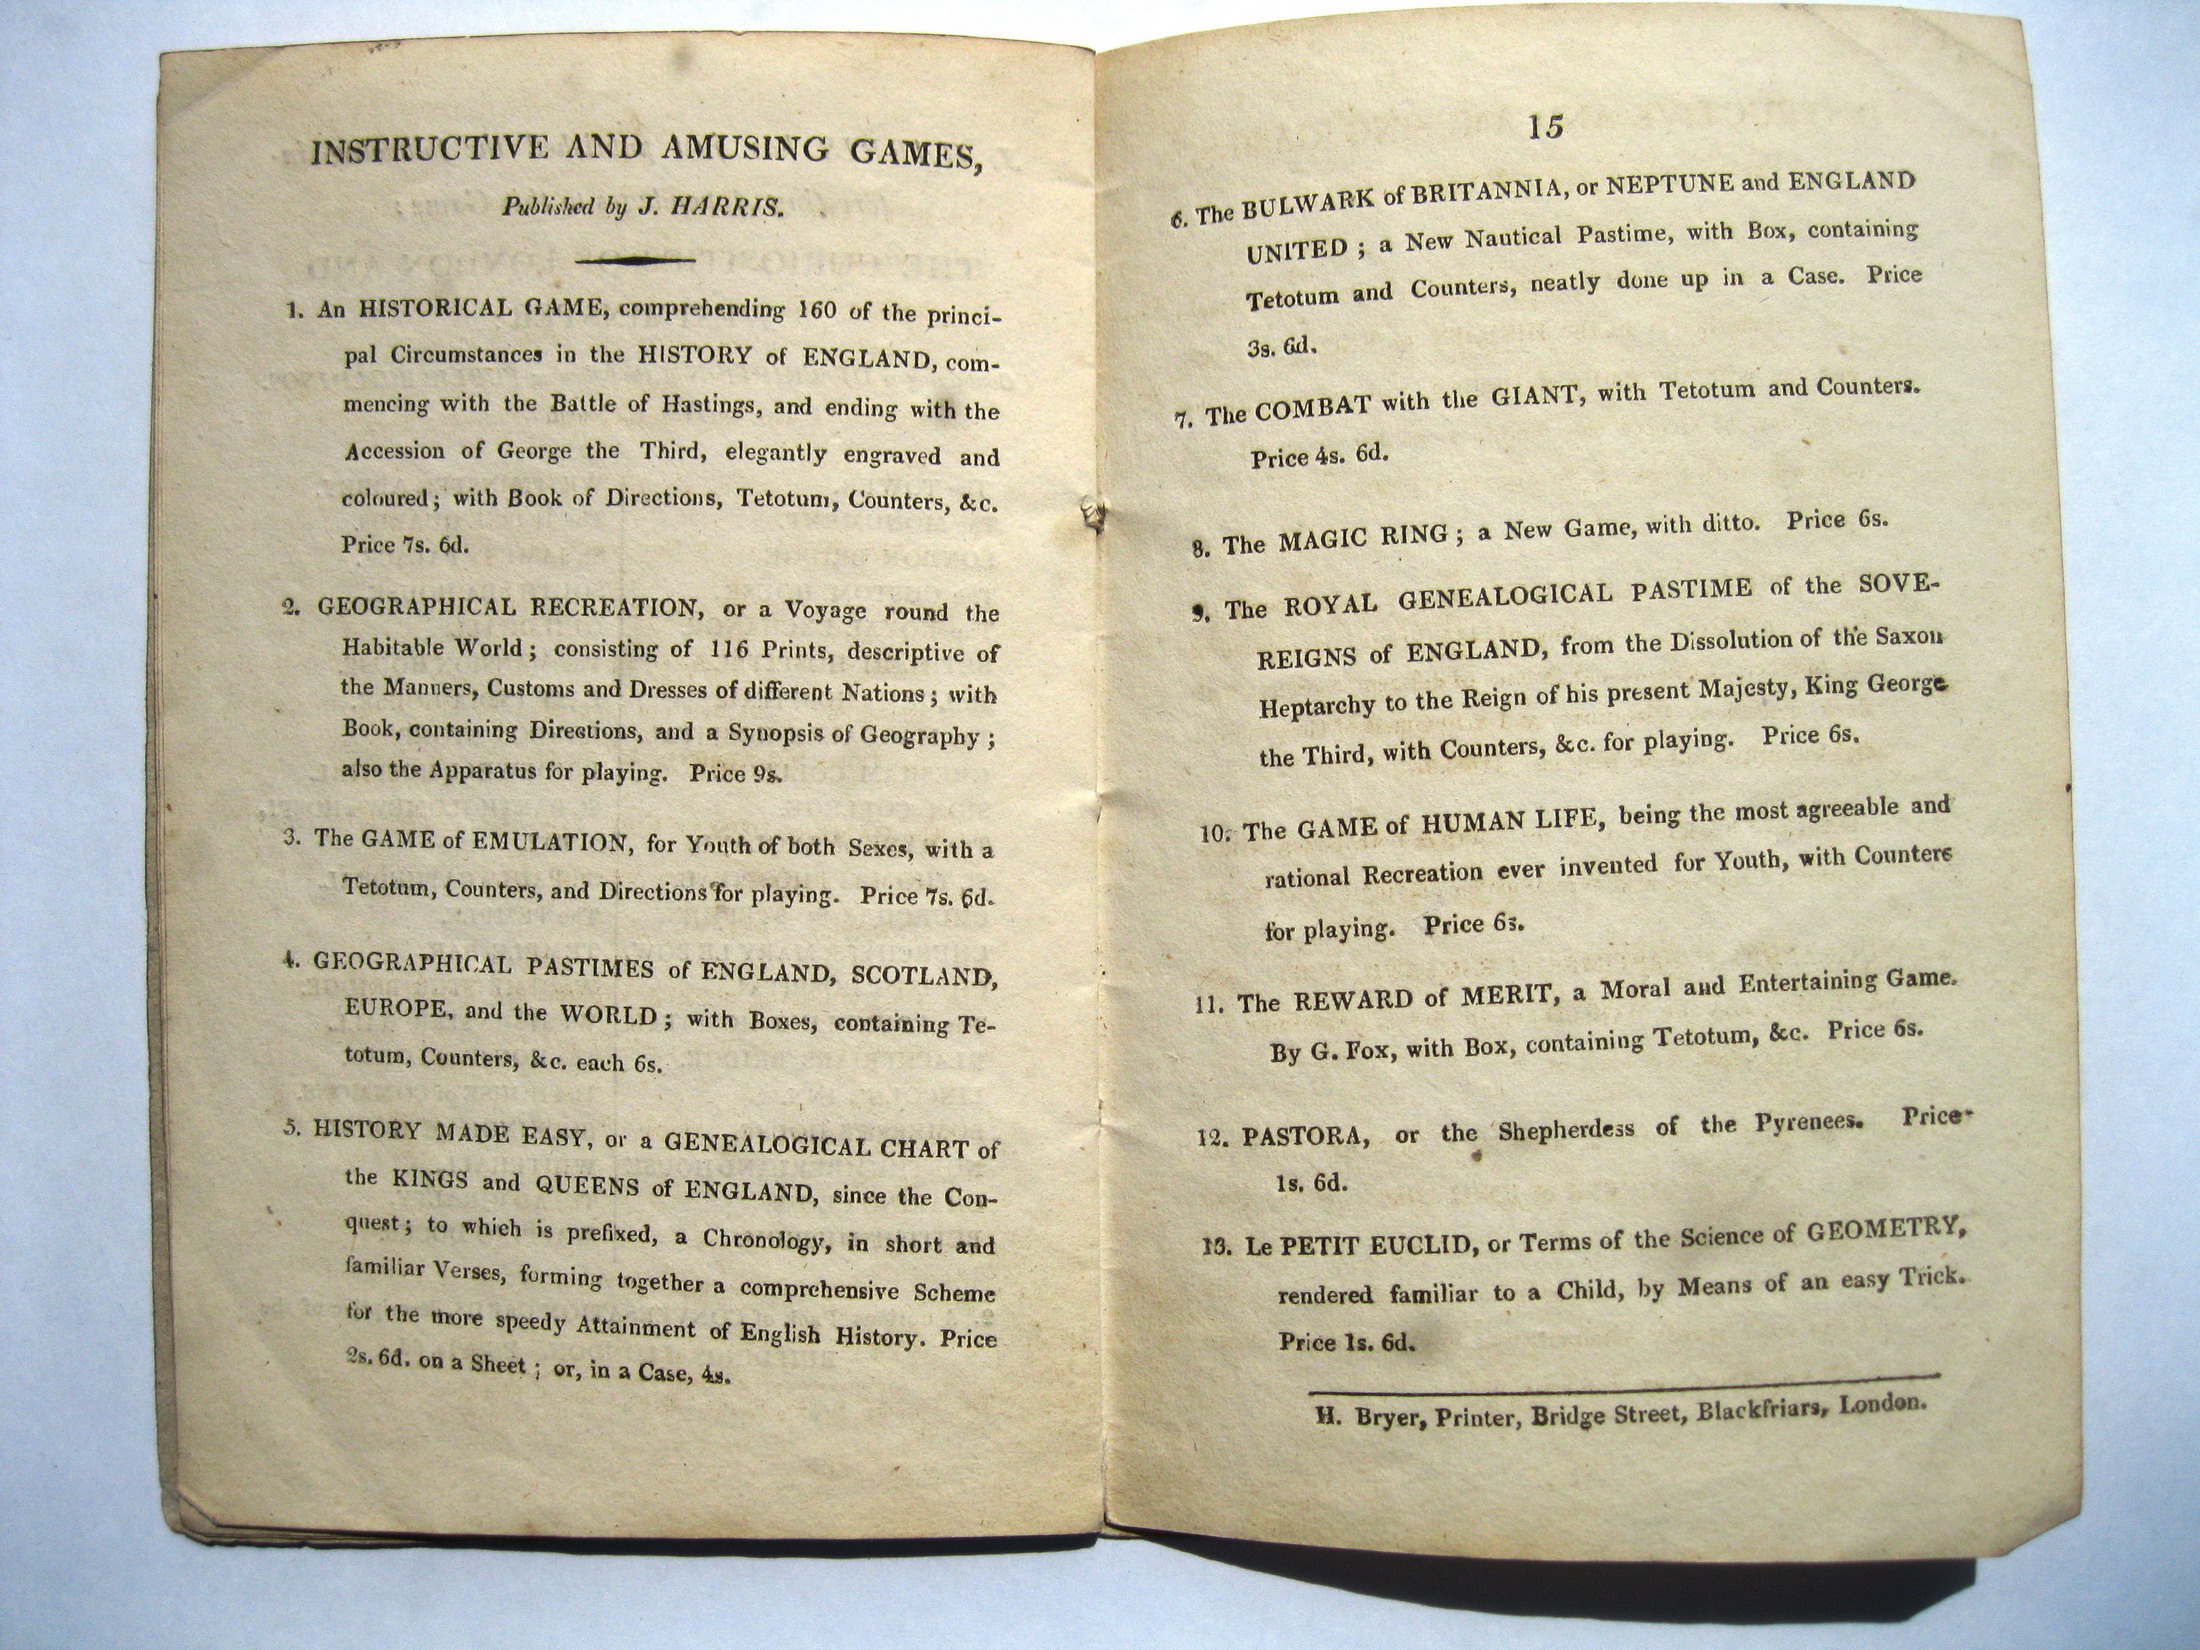 INSTRUCTIVE AND AMUSING GAMES,
Published by J. HARRIS.
1. An HISTORICAL GAME, comprehending 160 of the princi-
pal Circumstances in the HISTORY of ENGLAND, com-
mencing with the Battle of Hastings, and ending with the
Accession of George the Third, elegantly engraved and
coloured; with Book of Directions, Tetotum, Counters, &c.
Price 7s. 6d.
2. GEOGRAPHICAL RECREATION, or a Voyage round the
Habitable World; consisting of 116 Prints, descriptive of
the Manners, Customs and Dresses of different Nations; with
Book, containing Directions, and a Synopsis of Geography;
also the Apparatus for playing. Price 9s.
3. The GAME of EMULATION, for Youth of both Sexes, with a
Tetotum, Counters, and Directions for playing. Price 7s. 6d.
4. GEOGRAPHICAL PASTIMES of ENGLAND, SCOTLAND,
EUROPE, and the WORLD; with Boxes, containing Te-
totum, Counters, &c. each 6s.
5. HISTORY MADE EASY, or a GENEALOGICAL CHART of
the KINGS and QUEENS of ENGLAND, since the Con-
quest; to which is prefixed, a Chronology, in short and
familiar Verses, forming together a comprehensive Scheme
for the more speedy Attainment of English History. Price
2s. 6d. on a Sheet; or, in a Case, 4s.
15
6. The BULWARK of BRITANNIA, or NEPTUNE and ENGLAND
UNITED; a New Nautical Pastime, with Box, containing
Tetotum and Counters, neatly done up in a Case. Price
3s. 6d.
7. The COMBAT with the GIANT, with Tetotum and Counters.
Price 4s. 6d.
8. The MAGIC RING; a New Game, with ditto. Price 6s.
9. The ROYAL GENEALOGICAL PASTIME of the SOVE-
REIGNS of ENGLAND, from the Dissolution of the Saxon
Heptarchy to the Reign of his present Majesty, King George
the Third, with Counters, &c. for playing. Price 6s.
10. The GAME of HUMAN LIFE, being the most agreeable and
rational Recreation ever invented for Youth, with Counters
for playing. Price 6s.
11. The REWARD of MERIT, a Moral and Entertaining Game.
By G. Fox, with Box, containing Tetotum, &c. Price 6s.
12. PASTORA, or the Shepherdess of the Pyrenees. Price
1s. 6d.
13. Le PETIT EUCLID, or Terms of the Science of GEOMETRY,
rendered familiar to a Child, by Means of an easy Trick.
Price 1s. 6d.
H. Bryer, Printer, Bridge Street, Blackfriars, London.